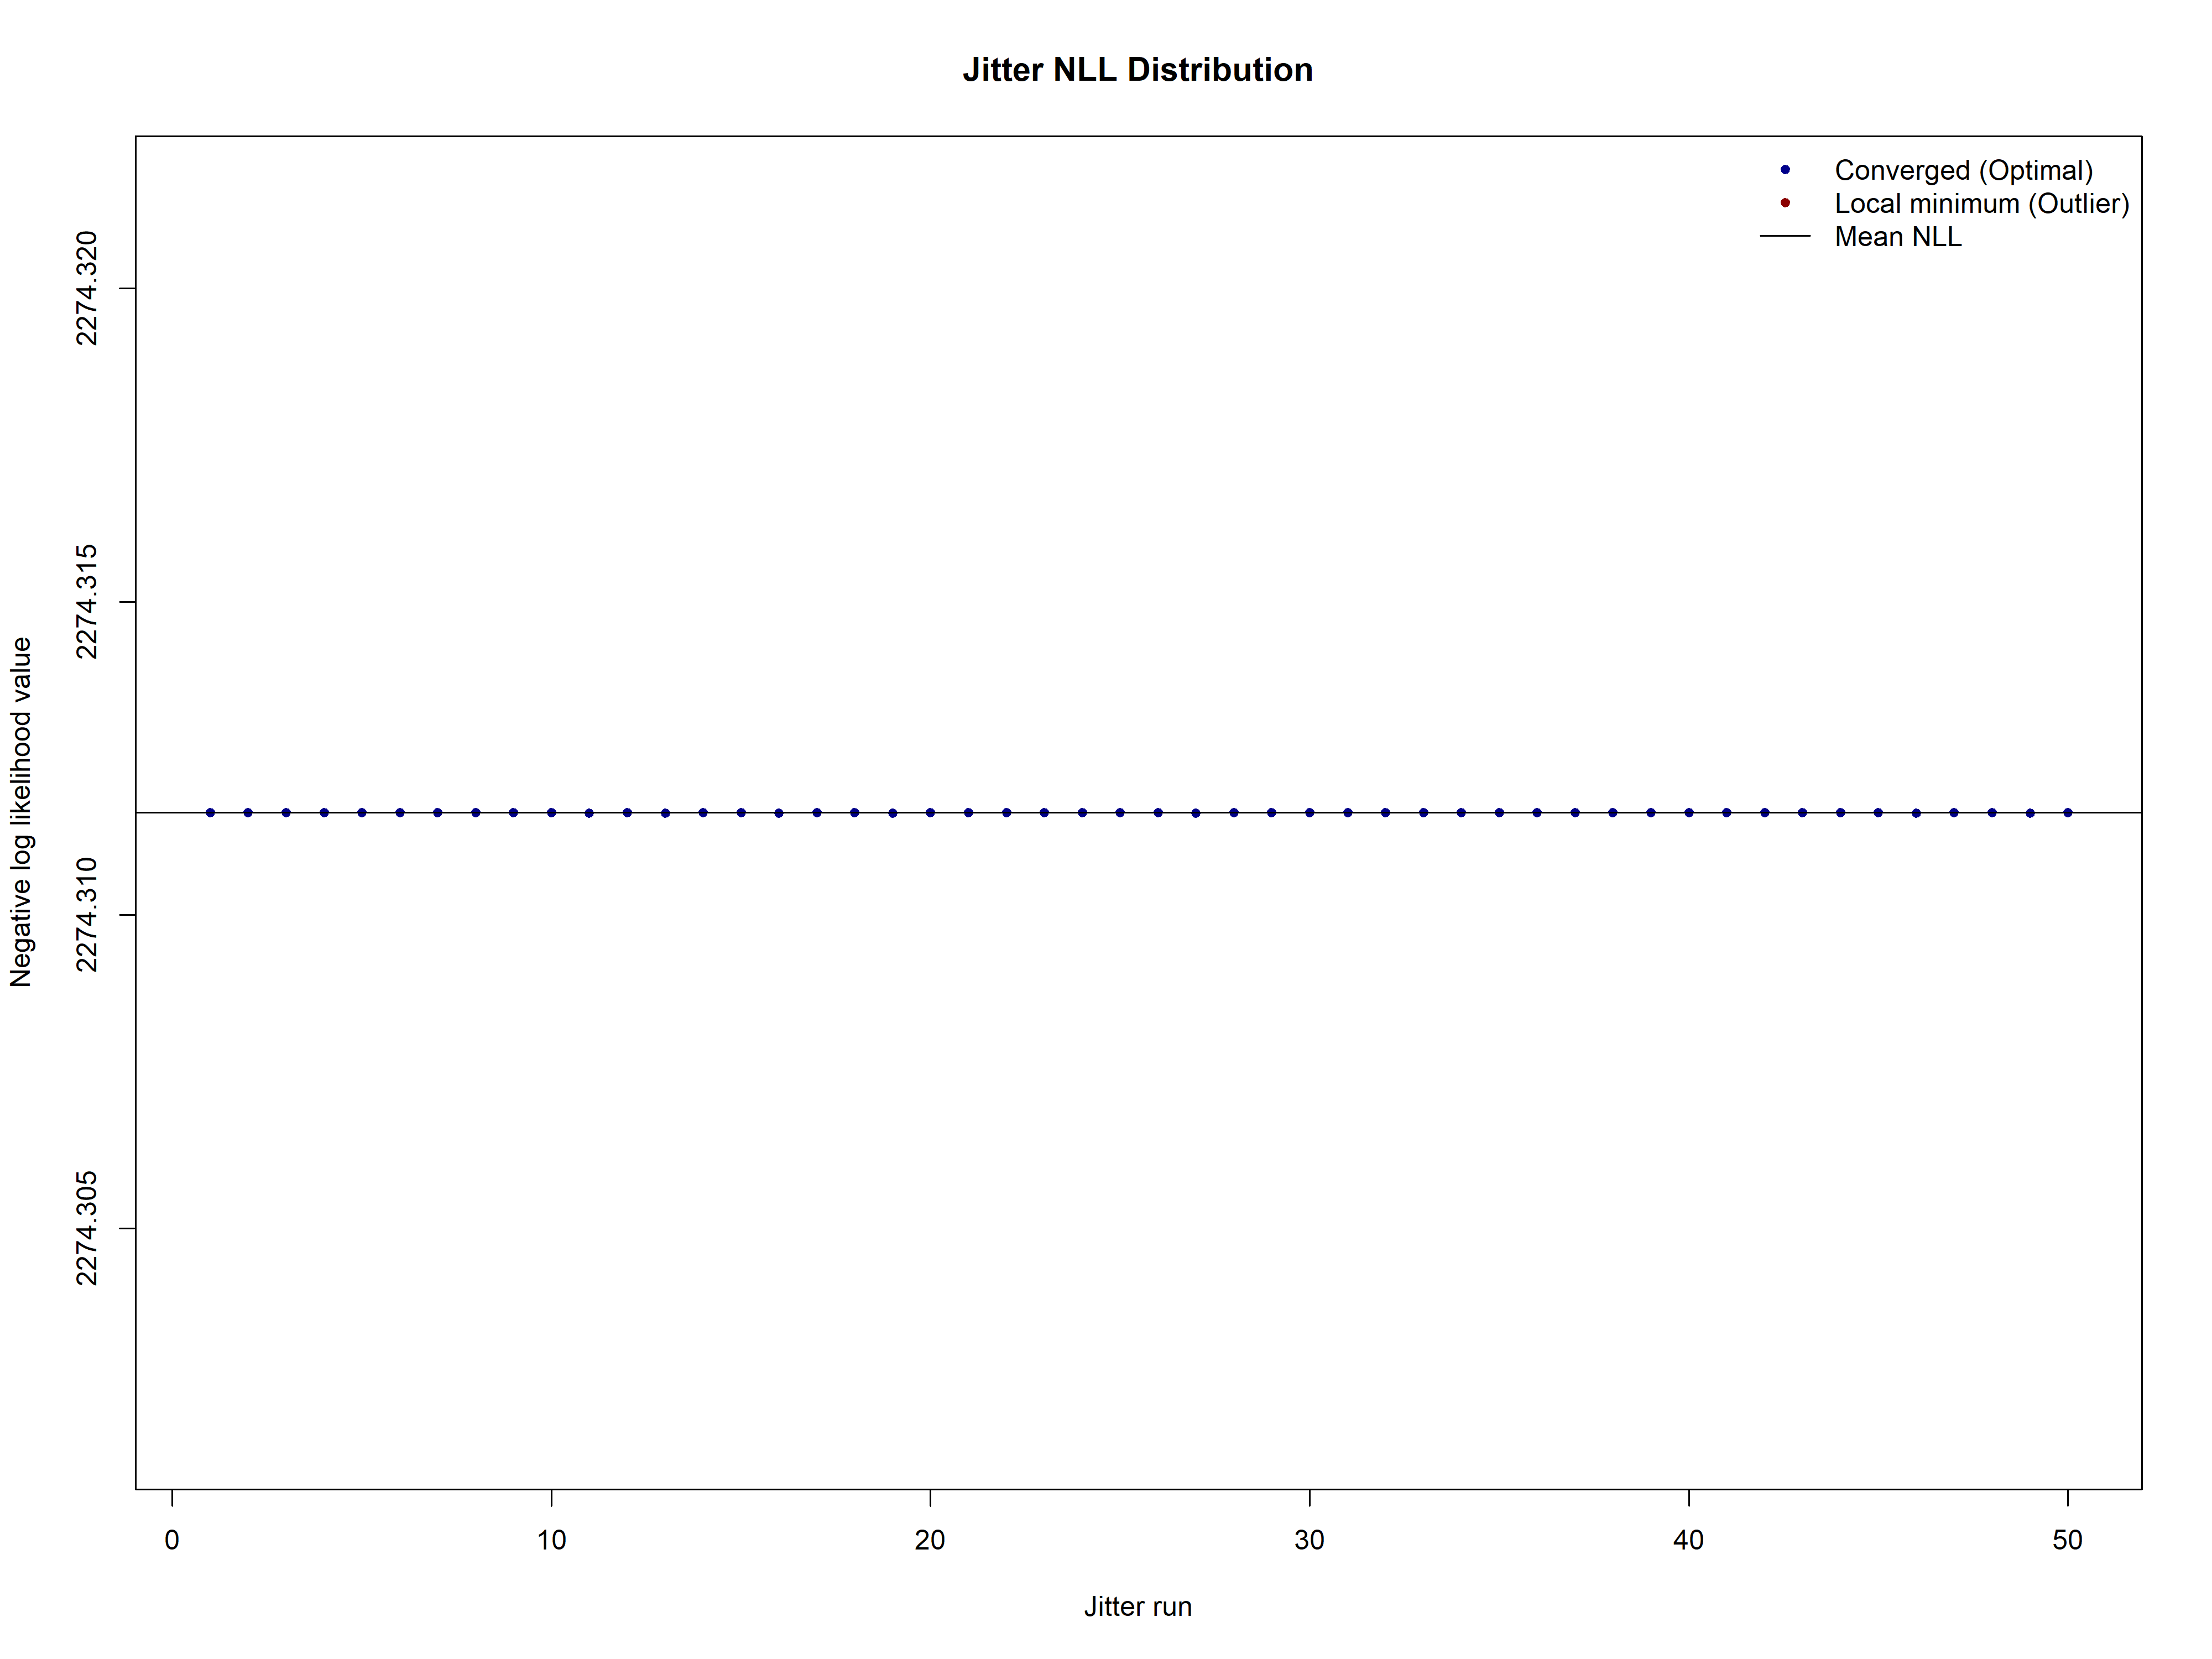 Jitter NLL Distribution
Converged (Optimal)
Local minimum (Outlier)
Mean NLL
Negative log likelihood value
2274.320
2274.315
2274.310
2274.305
0 10 20 30 40 50
Jitter run